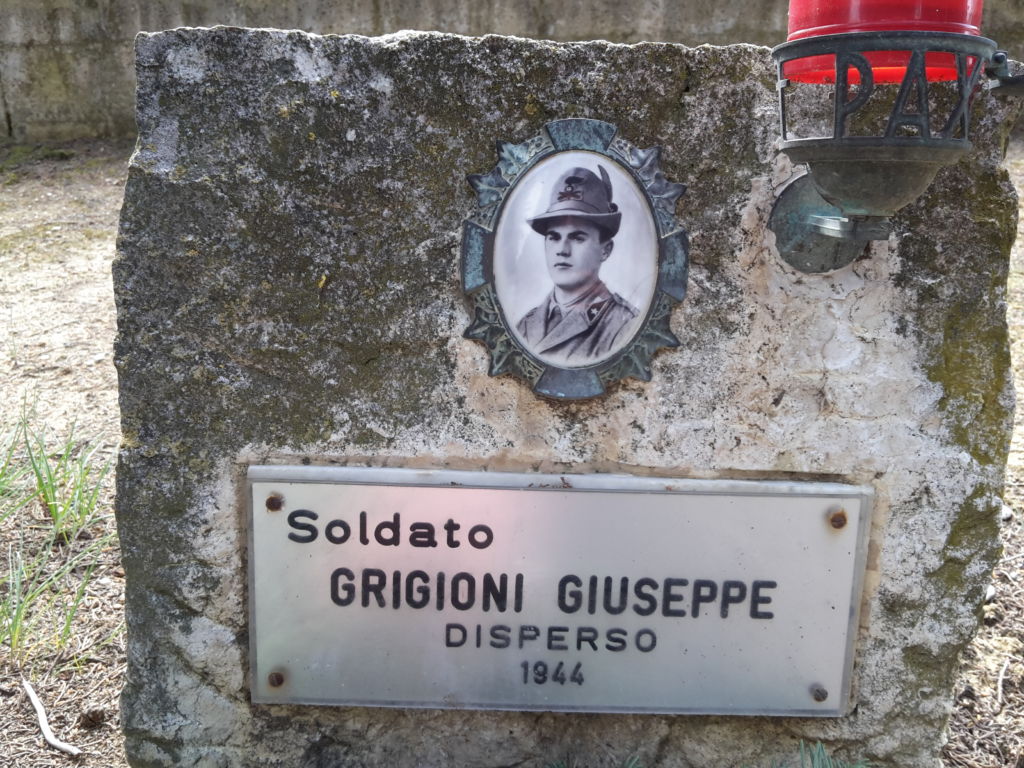 PAX
Soldato
GRIGIONI GIUSEPPE
DISPERSO
1944